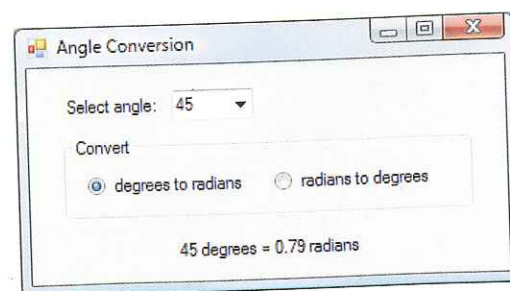 Angle Conversion
Select angle: 45
Convert
degrees to radians radians to degrees
45 degrees = 0.79 radians